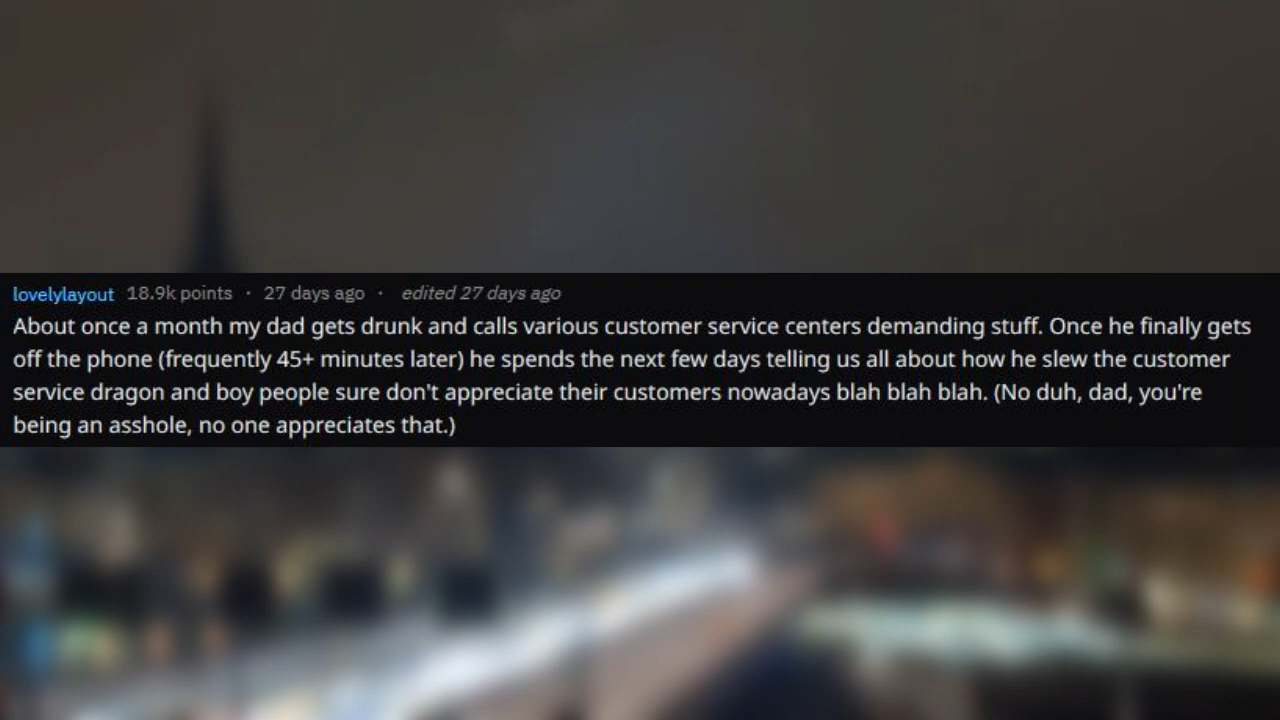 lovelylayout 18.9k points · 27 days ago · edited 27 days ago
About once a month my dad gets drunk and calls various customer service centers demanding stuff. Once he finally gets
off the phone (frequently 45+ minutes later) he spends the next few days telling us all about how he slew the customer
service dragon and boy people sure don't appreciate their customers nowadays blah blah blah. (No duh, dad, you're
being an asshole, no one appreciates that.)